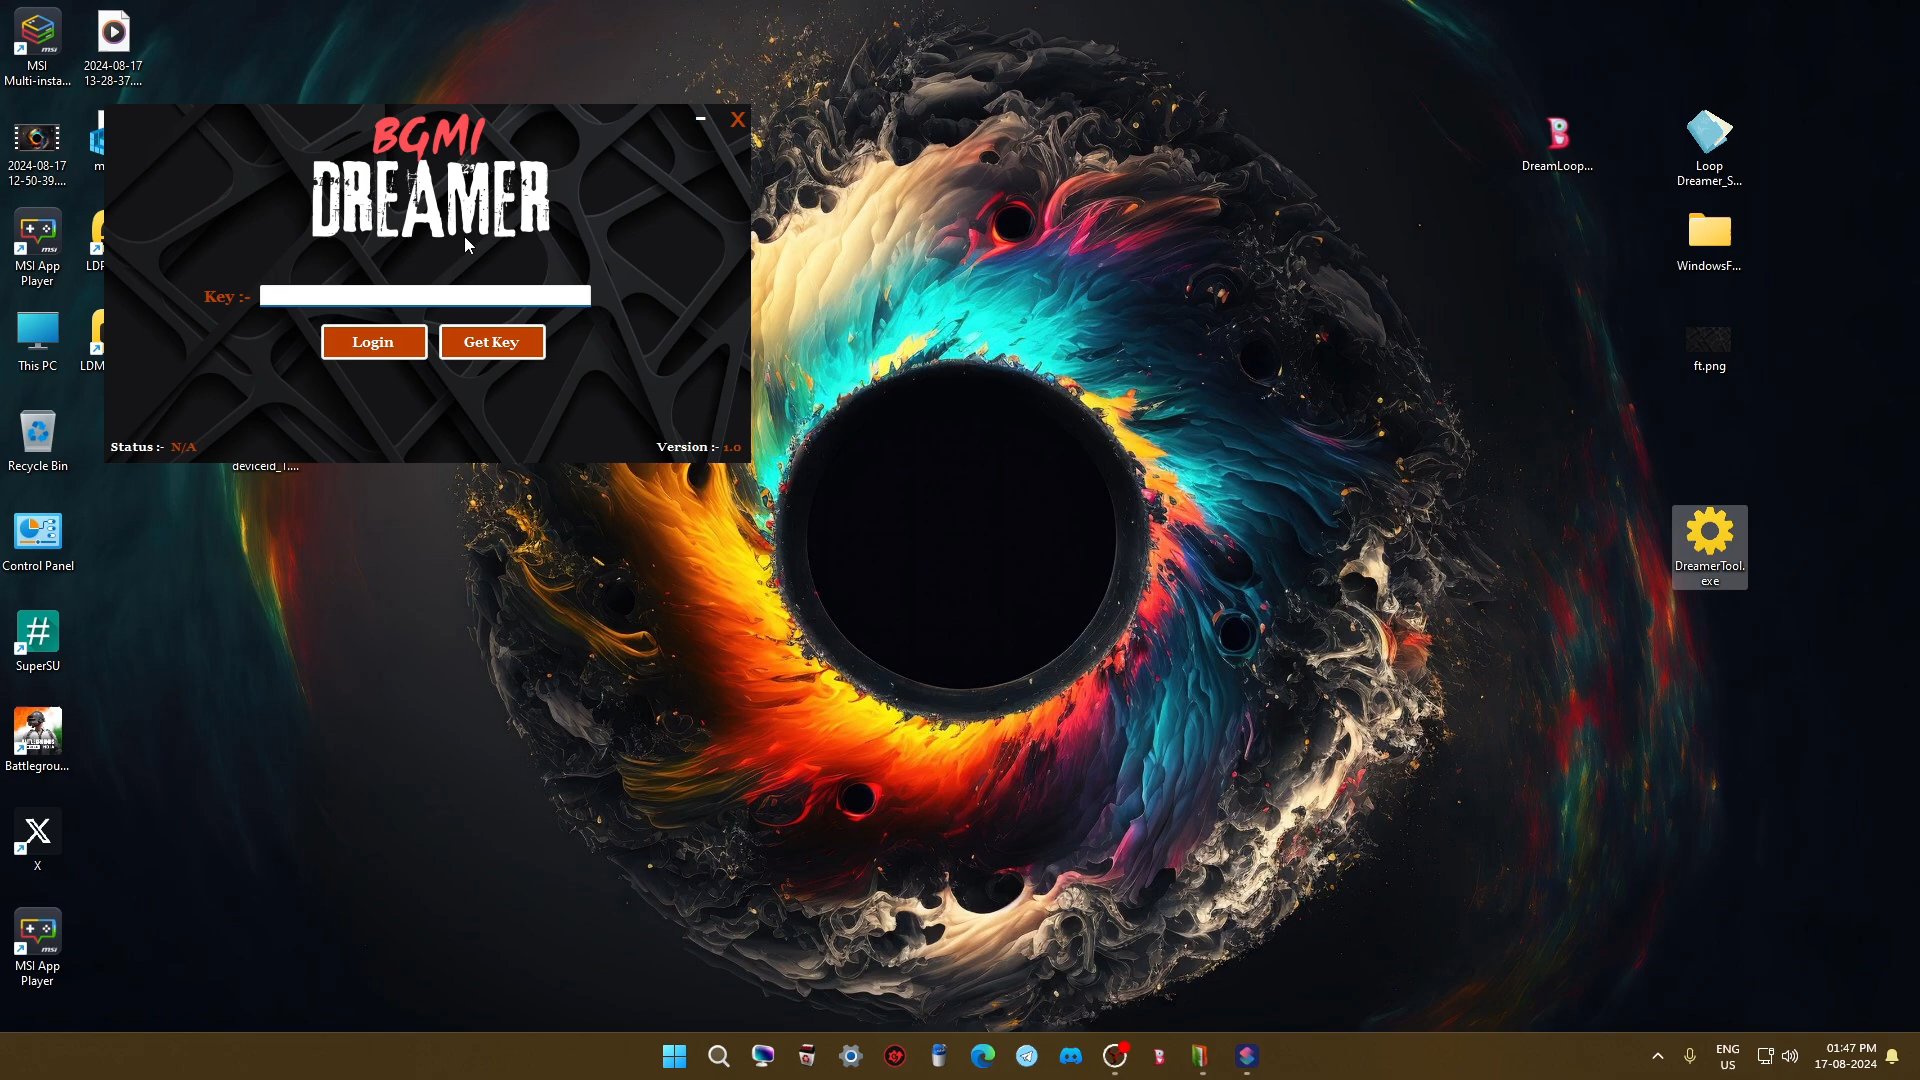 MSI
Multi-insta...
2024-08-17
13-28-37....
2024-08-17
12-50-39....
m
MSI App
Player
LDP
This PC
LDM
Recycle Bin
deviceid_1....
Control Panel
SuperSU
Battlegrou...
X
MSI App
Player
BGMI
DREAMER
X
Key :-
Login
Get Key
Status :- N/A
Version :- 1.0
DreamLoop...
Loop
Dreamer_S...
WindowsF...
ft.png
DreamerTool.
exe
ENG
US
01:47 PM
17-08-2024